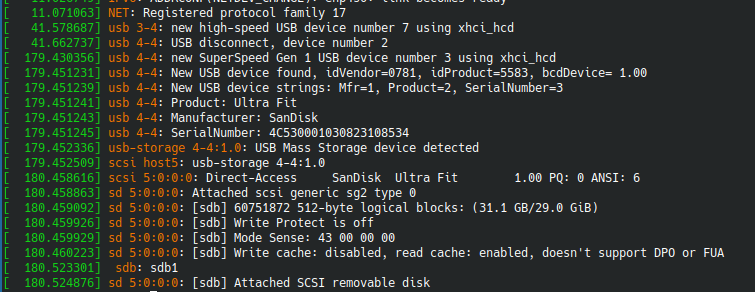 [   11.071063] NET: Registered protocol family 17
[   41.578687] usb 3-4: new high-speed USB device number 7 using xhci_hcd
[   41.662737] usb 4-4: USB disconnect, device number 2
[  179.430356] usb 4-4: new SuperSpeed Gen 1 USB device number 3 using xhci_hcd
[  179.451231] usb 4-4: New USB device found, idVendor=0781, idProduct=5583, bcdDevice= 1.00
[  179.451239] usb 4-4: New USB device strings: Mfr=1, Product=2, SerialNumber=3
[  179.451241] usb 4-4: Product: Ultra Fit
[  179.451243] usb 4-4: Manufacturer: SanDisk
[  179.451245] usb 4-4: SerialNumber: 4C530001030823108534
[  179.452336] usb-storage 4-4:1.0: USB Mass Storage device detected
[  179.452509] scsi host5: usb-storage 4-4:1.0
[  180.458616] scsi 5:0:0:0: Direct-Access     SanDisk  Ultra Fit        1.00 PQ: 0 ANSI: 6
[  180.458863] sd 5:0:0:0: Attached scsi generic sg2 type 0
[  180.459092] sd 5:0:0:0: [sdb] 60751872 512-byte logical blocks: (31.1 GB/29.0 GiB)
[  180.459926] sd 5:0:0:0: [sdb] Write Protect is off
[  180.459929] sd 5:0:0:0: [sdb] Mode Sense: 43 00 00 00
[  180.460223] sd 5:0:0:0: [sdb] Write cache: disabled, read cache: enabled, doesn't support DPO or FUA
[  180.523301]  sdb: sdb1
[  180.524876] sd 5:0:0:0: [sdb] Attached SCSI removable disk